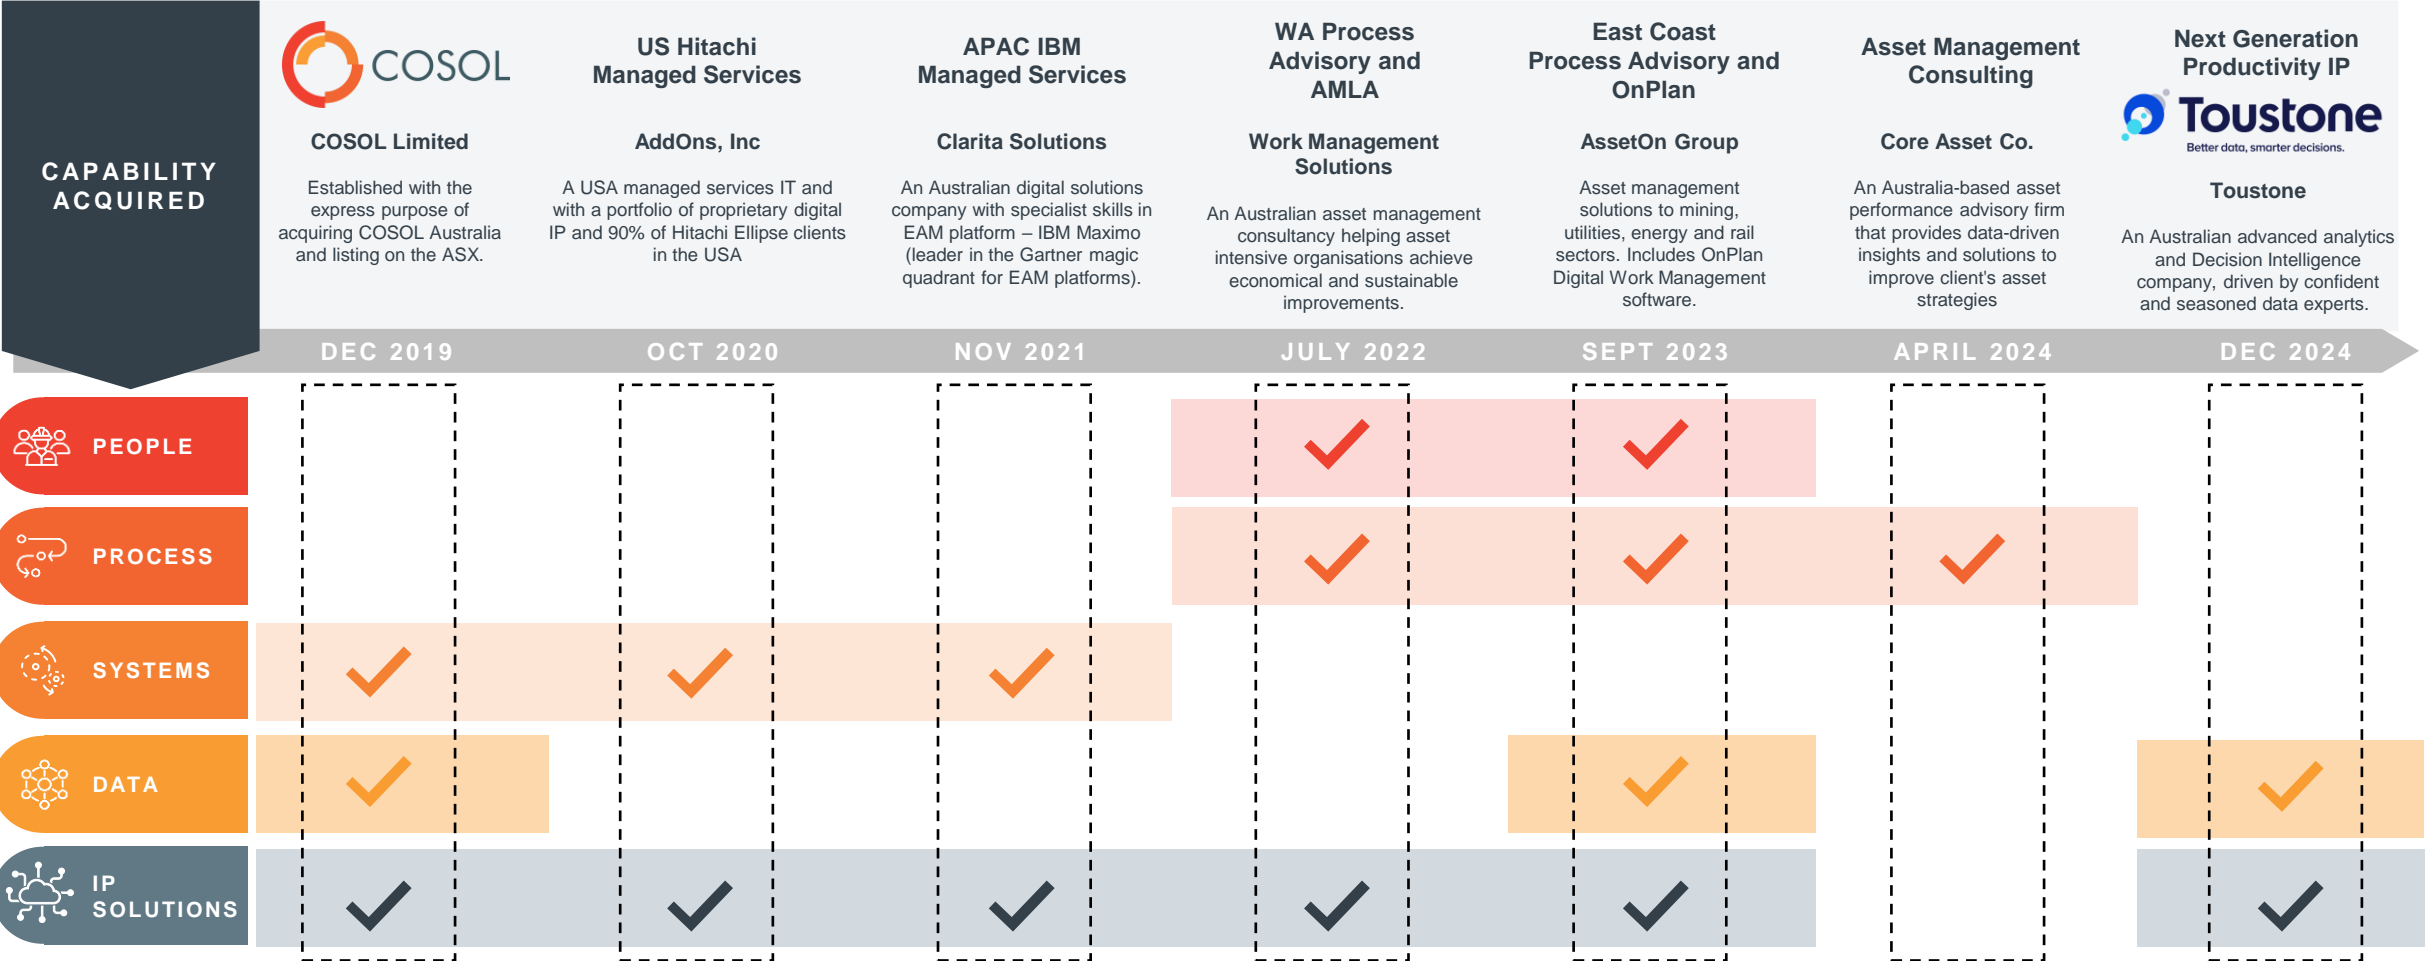 CAPABILITY
ACQUIRED
COSOL
COSOL Limited
Established with the
express purpose of
acquiring COSOL Australia
and listing on the ASX.
US Hitachi
Managed Services
AddOns, Inc
A USA managed services IT and
with a portfolio of proprietary digital
IP and 90% of Hitachi Ellipse clients
in the USA
APAC IBM
Managed Services
Clarita Solutions
An Australian digital solutions
company with specialist skills in
EAM platform – IBM Maximo
(leader in the Gartner magic
quadrant for EAM platforms).
WA Process
Advisory and
AMLA
Work Management
Solutions
An Australian asset management
consultancy helping asset
intensive organisations achieve
economical and sustainable
improvements.
East Coast
Process Advisory and
OnPlan
AssetOn Group
Asset management
solutions to mining,
utilities, energy and rail
sectors. Includes OnPlan
Digital Work Management
software.
Asset Management
Consulting
Core Asset Co.
An Australia-based asset
performance advisory firm
that provides data-driven
insights and solutions to
improve client's asset
strategies
Next Generation
Productivity IP
Toustone
Better data, smarter decisions.
Toustone
An Australian advanced analytics
and Decision Intelligence
company, driven by confident
and seasoned data experts.
DEC 2019
OCT 2020
NOV 2021
JULY 2022
SEPT 2023
APRIL 2024
DEC 2024
PEOPLE
PROCESS
SYSTEMS
DATA
IP
SOLUTIONS